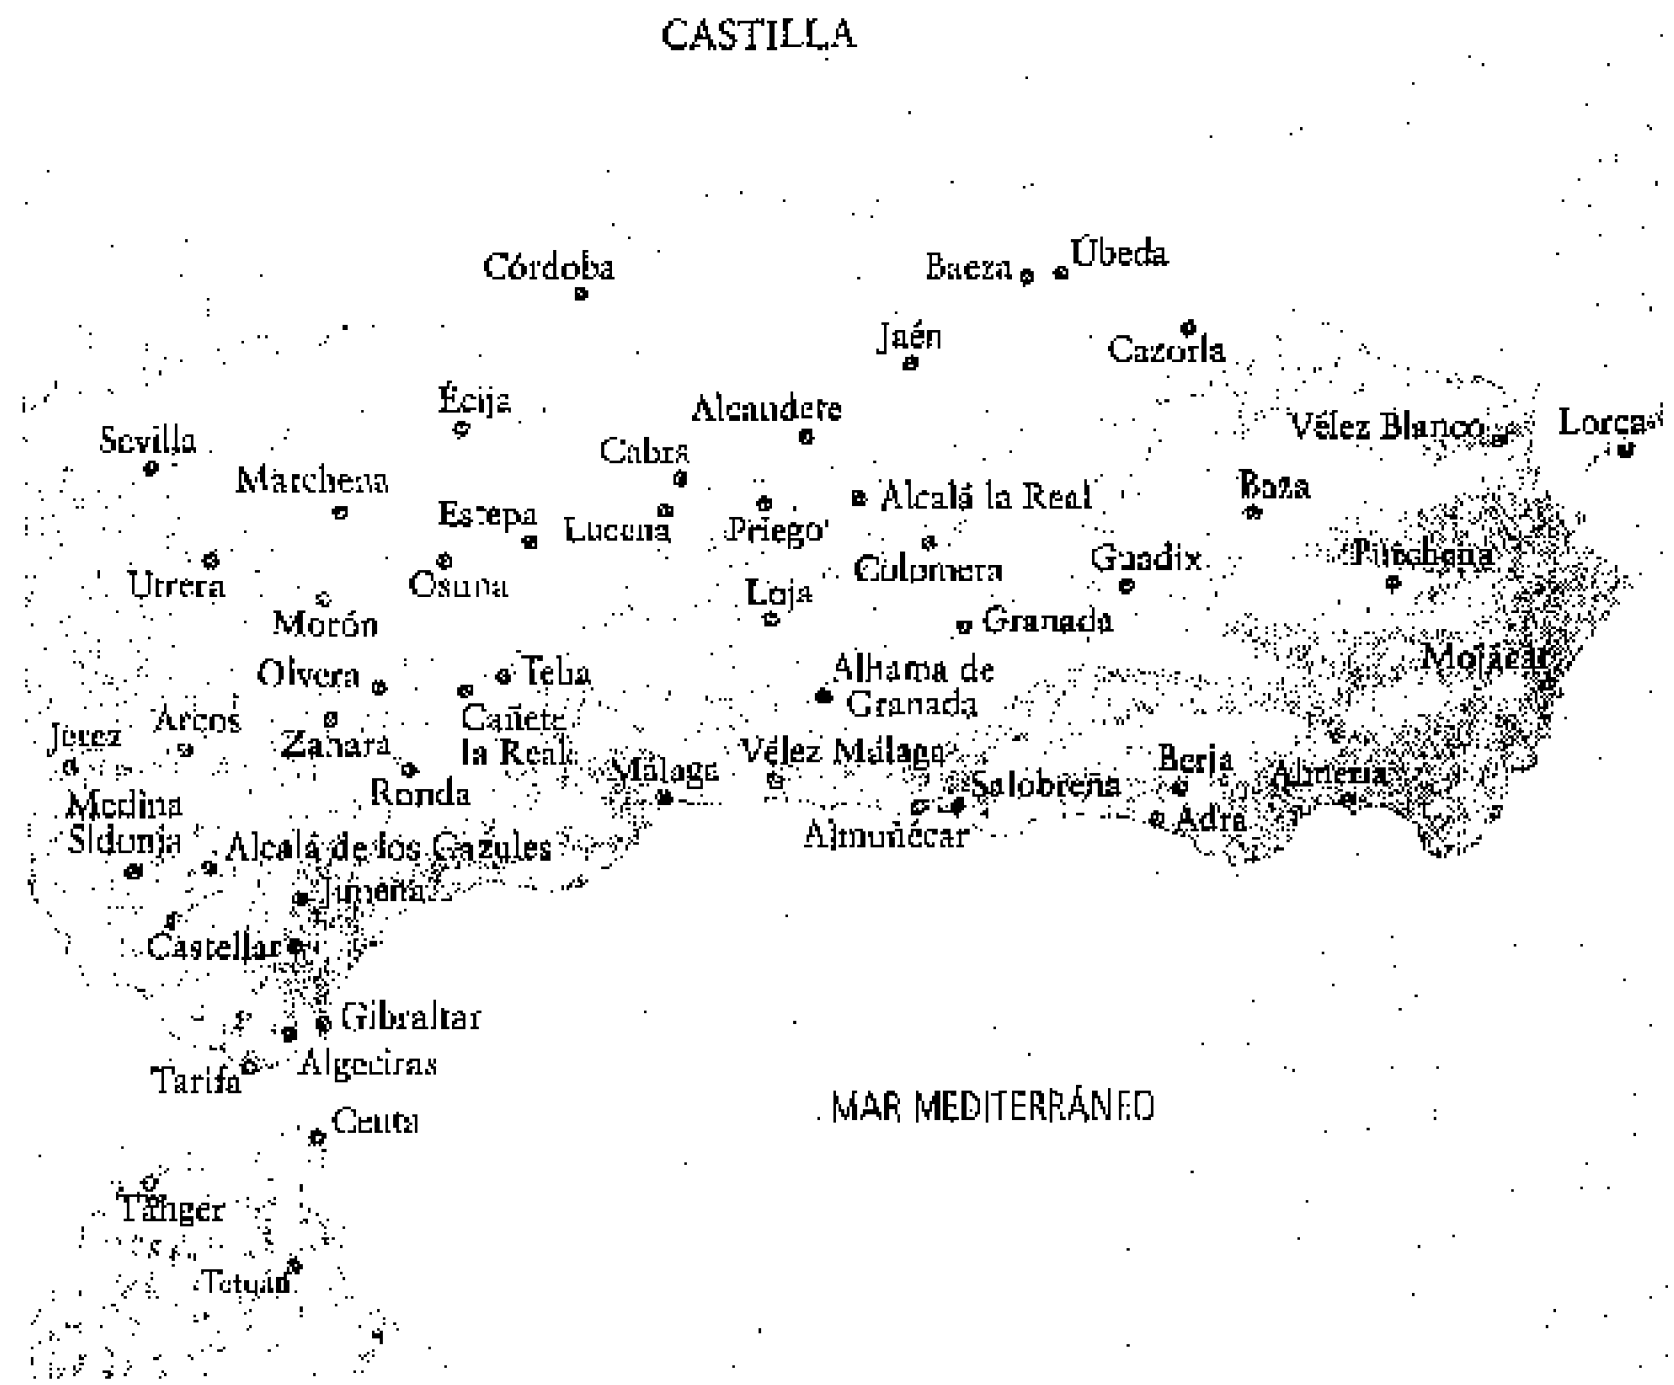 CASTILLA
Córdoba
Baeza
Úbeda
Jaén
Cazorla
Écija
Alcaudete
Vélez Blanco
Lorca
Sevilla
Cabra
Marchena
Alcalá la Real
Baza
Estepa
Lucena
Priego
Utrera
Osuna
Colomera
Guadix
Purchena
Loja
Morón
Granada
Olvera
Teba
Alhama de
Granada
Mojácar
Jerez
Arcos
Zahara
Cañete
la Real
Ronda
Málaga
Vélez Málaga
Salobreña
Berja
Almería
Medina
Sidonia
Almuñécar
Adra
Alcalá de los Gazules
Jimena
Castellar
Gibraltar
Algeciras
Tarifa
MAR MEDITERRÁNEO
Ceuta
Tánger
Tetuán